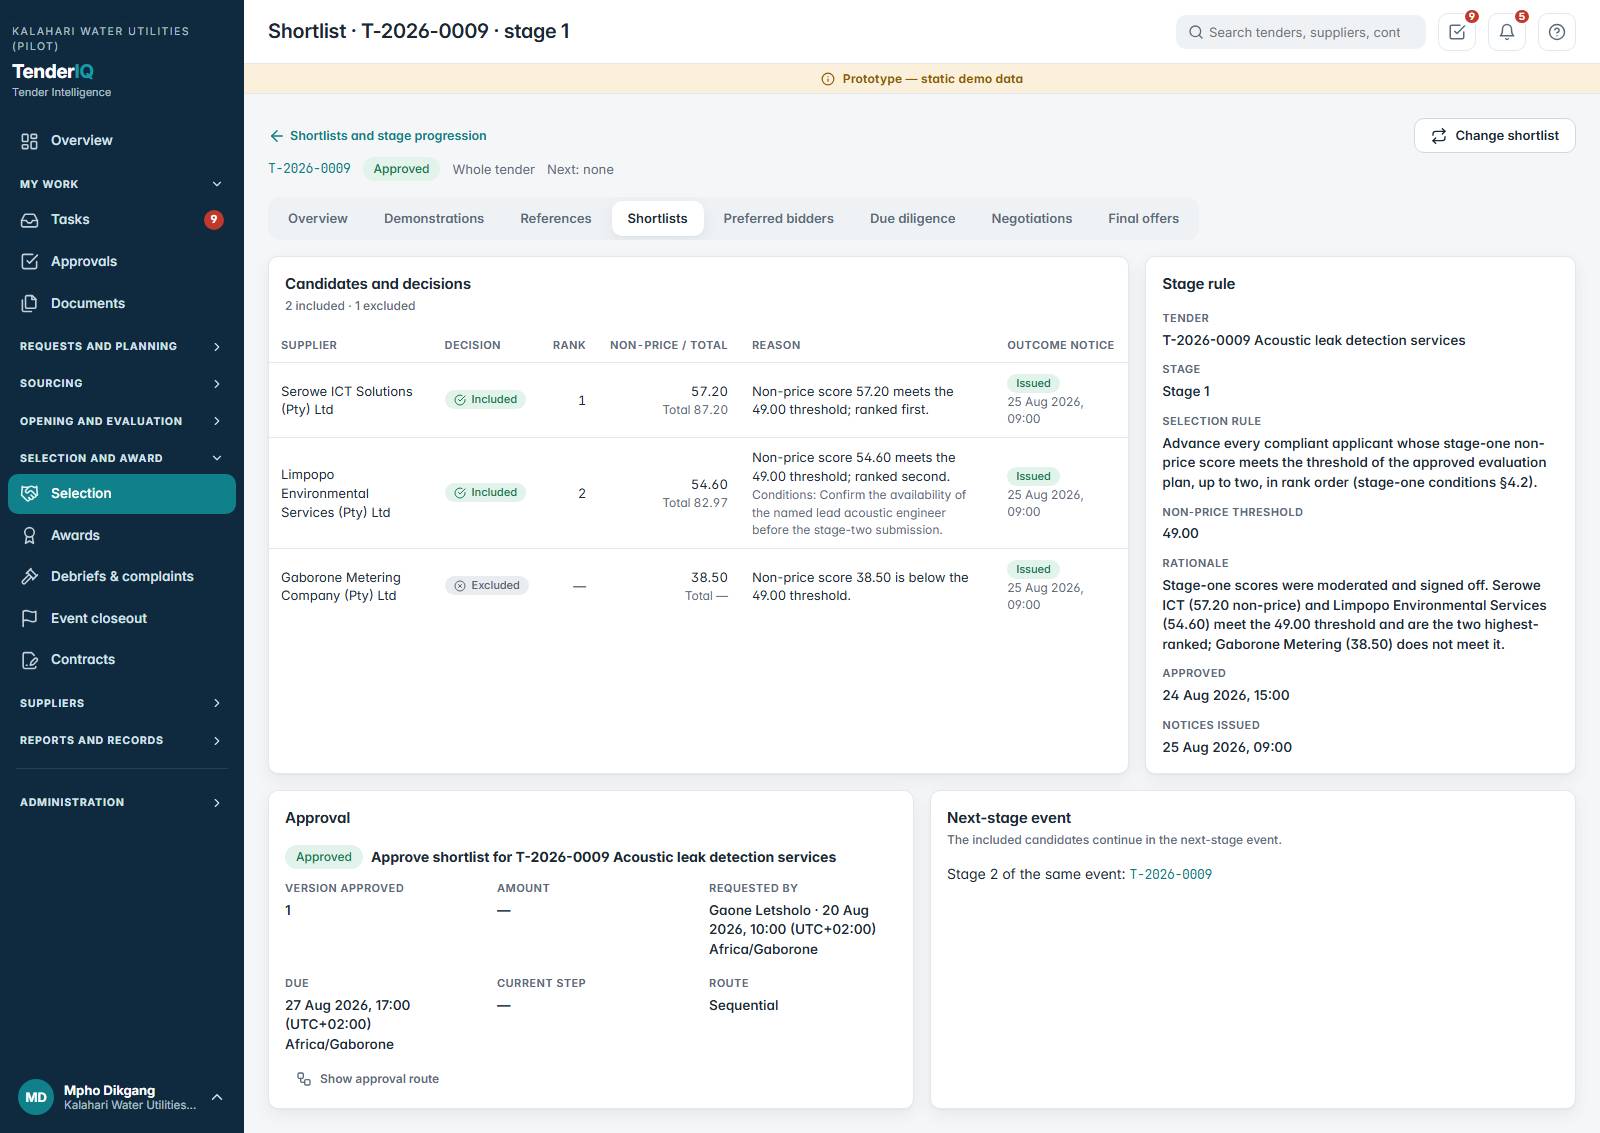 KALAHARI WATER UTILITIES
(PILOT)
TenderIQ
Tender Intelligence
Overview
MY WORK
Tasks
9
Approvals
Documents
REQUESTS AND PLANNING
SOURCING
OPENING AND EVALUATION
SELECTION AND AWARD
Selection
Awards
Debriefs & complaints
Event closeout
Contracts
SUPPLIERS
REPORTS AND RECORDS
ADMINISTRATION
MD
Mpho Dikgang
Kalahari Water Utilities...
Shortlist · T-2026-0009 · stage 1
Search tenders, suppliers, cont
9
5
Prototype — static demo data
Shortlists and stage progression
Change shortlist
T-2026-0009 Approved Whole tender Next: none
Overview Demonstrations References Shortlists Preferred bidders Due diligence Negotiations Final offers
Candidates and decisions
2 included · 1 excluded
SUPPLIER DECISION RANK NON-PRICE / TOTAL REASON OUTCOME NOTICE
Serowe ICT Solutions
(Pty) Ltd
Included
1
57.20
Total 87.20
Non-price score 57.20 meets the
49.00 threshold; ranked first.
Issued
25 Aug 2026,
09:00
Limpopo
Environmental
Services (Pty) Ltd
Included
2
54.60
Total 82.97
Non-price score 54.60 meets the
49.00 threshold; ranked second.
Conditions: Confirm the availability of
the named lead acoustic engineer
before the stage-two submission.
Issued
25 Aug 2026,
09:00
Gaborone Metering
Company (Pty) Ltd
Excluded
—
38.50
Total —
Non-price score 38.50 is below the
49.00 threshold.
Issued
25 Aug 2026,
09:00
Stage rule
TENDER
T-2026-0009 Acoustic leak detection services
STAGE
Stage 1
SELECTION RULE
Advance every compliant applicant whose stage-one non-
price score meets the threshold of the approved evaluation
plan, up to two, in rank order (stage-one conditions §4.2).
NON-PRICE THRESHOLD
49.00
RATIONALE
Stage-one scores were moderated and signed off. Serowe
ICT (57.20 non-price) and Limpopo Environmental Services
(54.60) meet the 49.00 threshold and are the two highest-
ranked; Gaborone Metering (38.50) does not meet it.
APPROVED
24 Aug 2026, 15:00
NOTICES ISSUED
25 Aug 2026, 09:00
Approval
Approved Approve shortlist for T-2026-0009 Acoustic leak detection services
VERSION APPROVED
1
AMOUNT
—
REQUESTED BY
Gaone Letsholo · 20 Aug
2026, 10:00 (UTC+02:00)
Africa/Gaborone
DUE
27 Aug 2026, 17:00
(UTC+02:00)
Africa/Gaborone
CURRENT STEP
—
ROUTE
Sequential
Show approval route
Next-stage event
The included candidates continue in the next-stage event.
Stage 2 of the same event: T-2026-0009